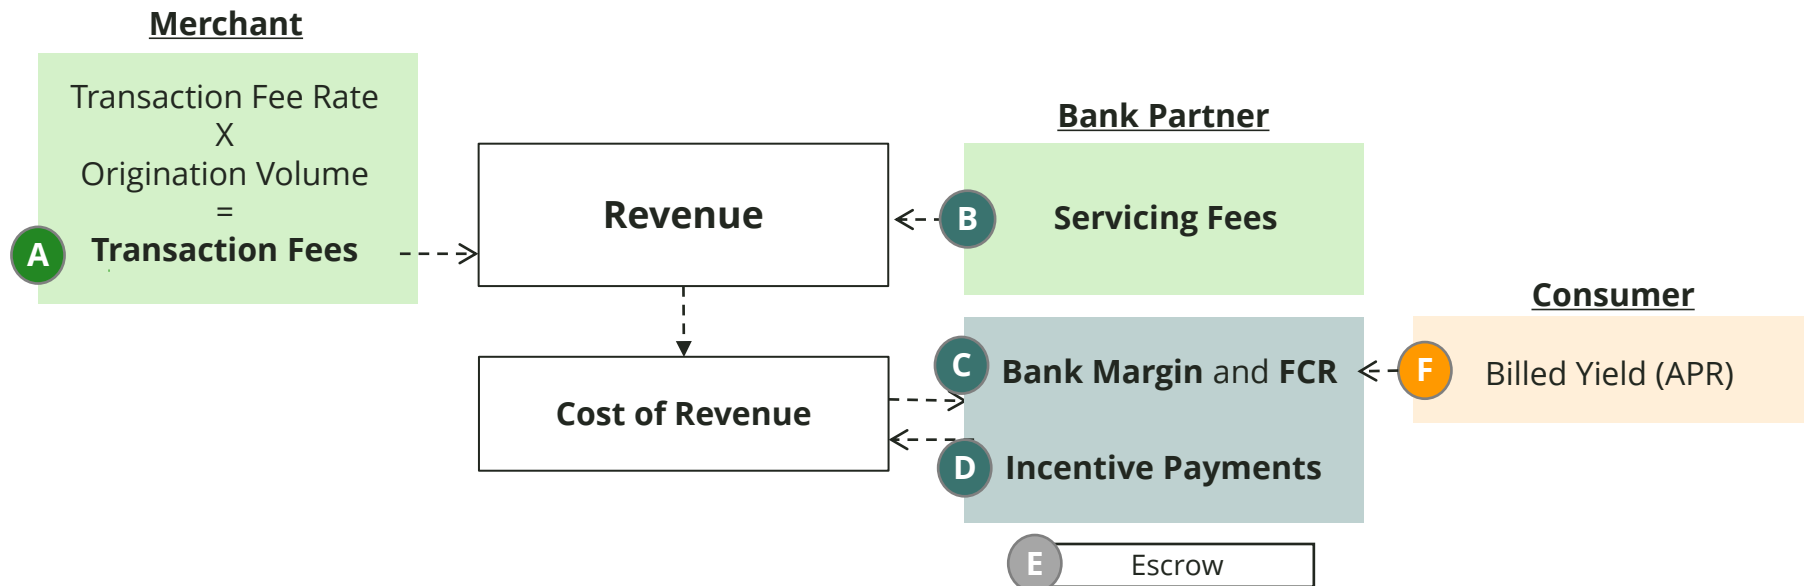 Merchant
Transaction Fee Rate
X
Origination Volume
=
A Transaction Fees
Revenue
Bank Partner
B Servicing Fees
Cost of Revenue
C Bank Margin and FCR
D Incentive Payments
Consumer
F Billed Yield (APR)
E Escrow